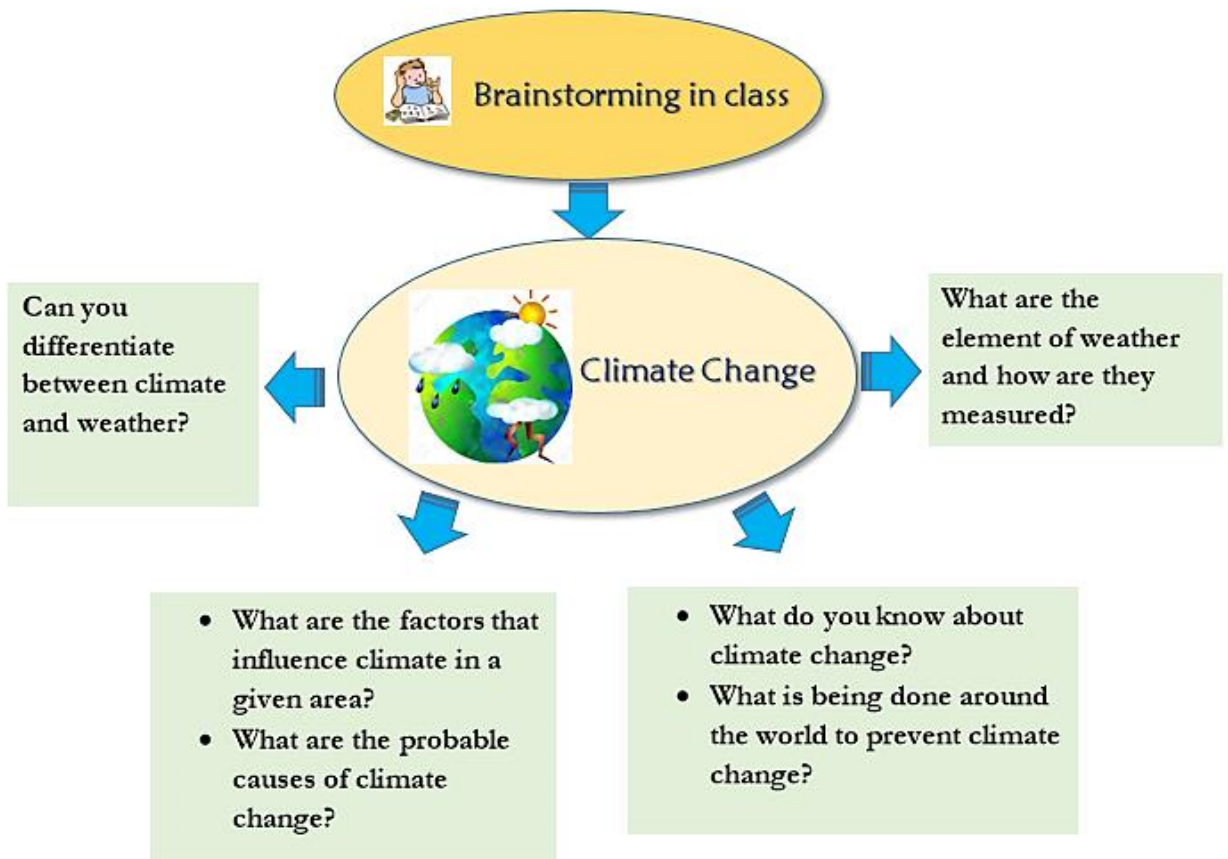 Brainstorming in class
Climate Change
Can you
differentiate
between climate
and weather?
What are the
element of weather
and how are they
measured?
• What are the factors that
influence climate in a
given area?
• What are the probable
causes of climate
change?
• What do you know about
climate change?
• What is being done around
the world to prevent climate
change?